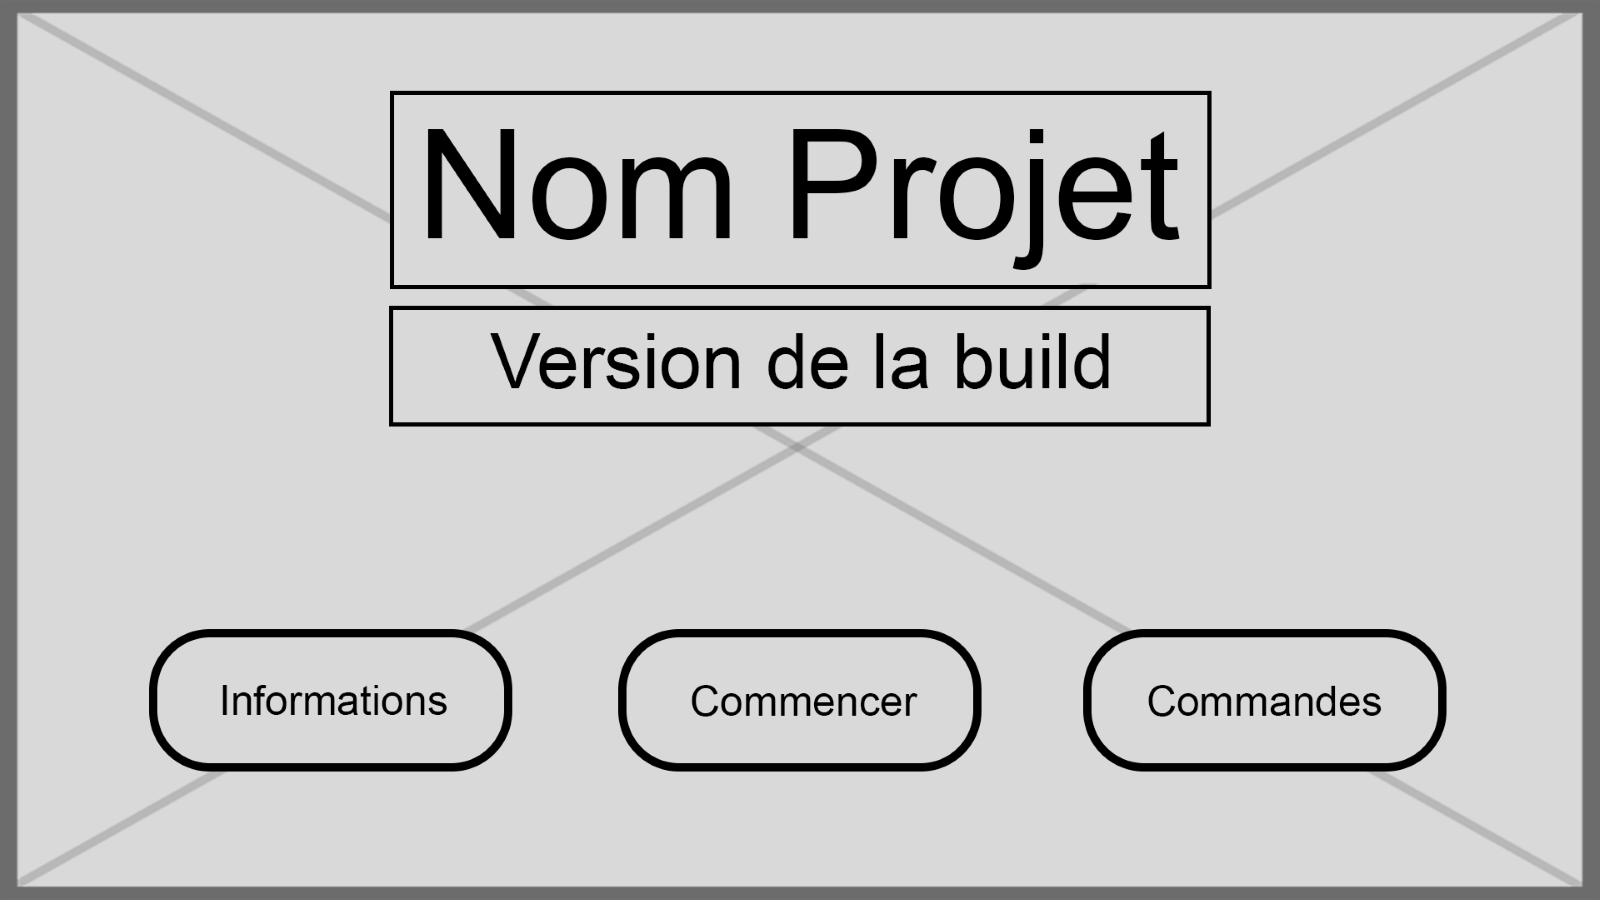 Nom Projet
Version de la build
Informations
Commencer
Commandes